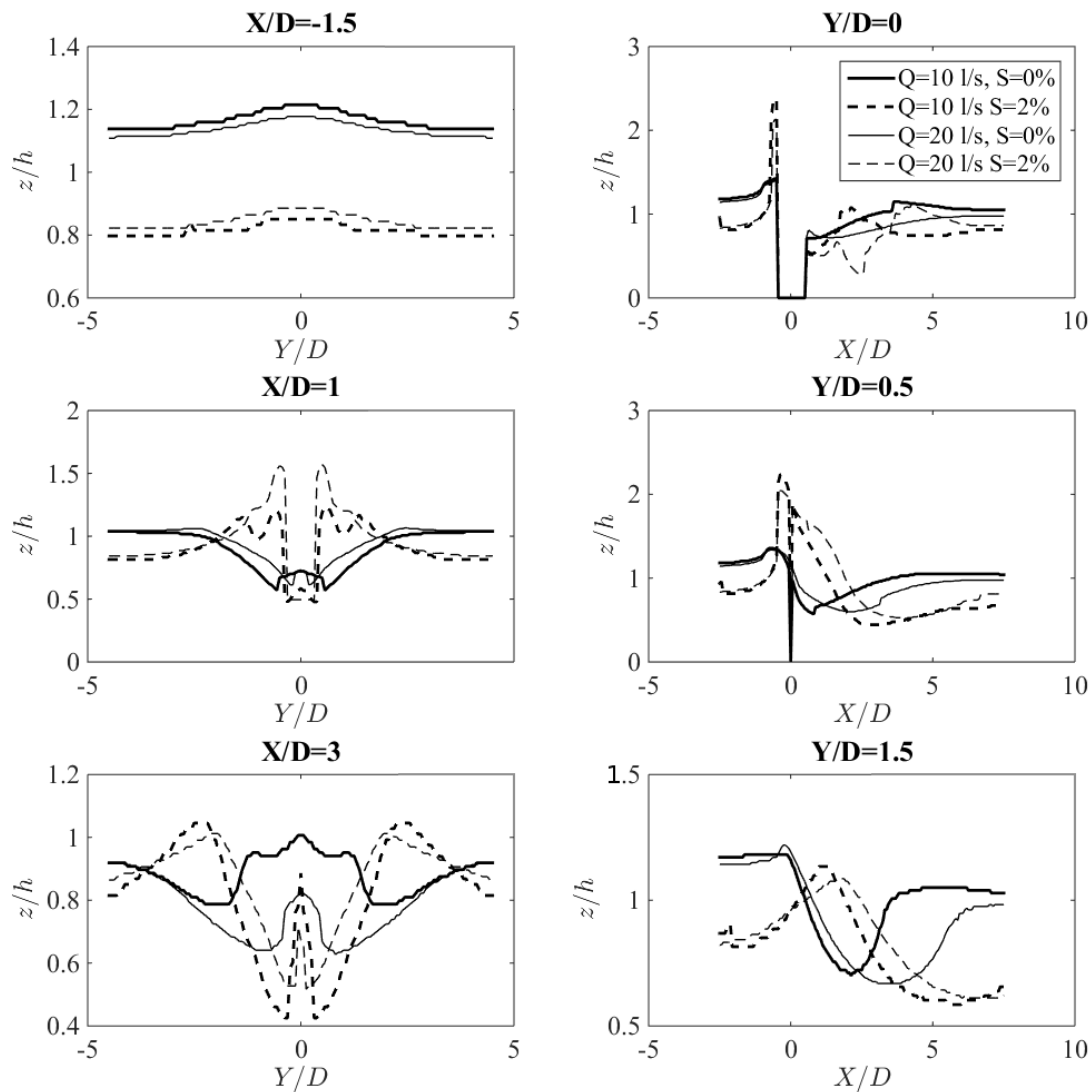 X/D=-1.5
1.4
1.2
1
0.8
0.6
z/h
-5
0
5
Y/D
Y/D=0
3
2
1
0
z/h
-5
0
5
10
X/D
Q=10 l/s, S=0%
Q=10 l/s S=2%
Q=20 l/s, S=0%
Q=20 l/s S=2%
X/D=1
2
1.5
1
0.5
0
z/h
-5
0
5
Y/D
Y/D=0.5
3
2
1
0
z/h
-5
0
5
10
X/D
X/D=3
1.2
1
0.8
0.6
0.4
z/h
-5
0
5
Y/D
Y/D=1.5
1.5
1
0.5
z/h
-5
0
5
10
X/D